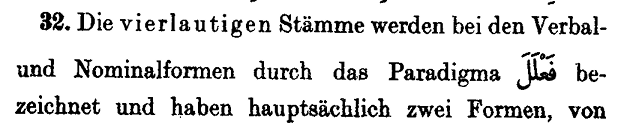 32. Die vierlautigen Stämme werden bei den Verbal-
und Nominalformen durch das Paradigma فَعْلَلَ be-
zeichnet und haben hauptsächlich zwei Formen, von